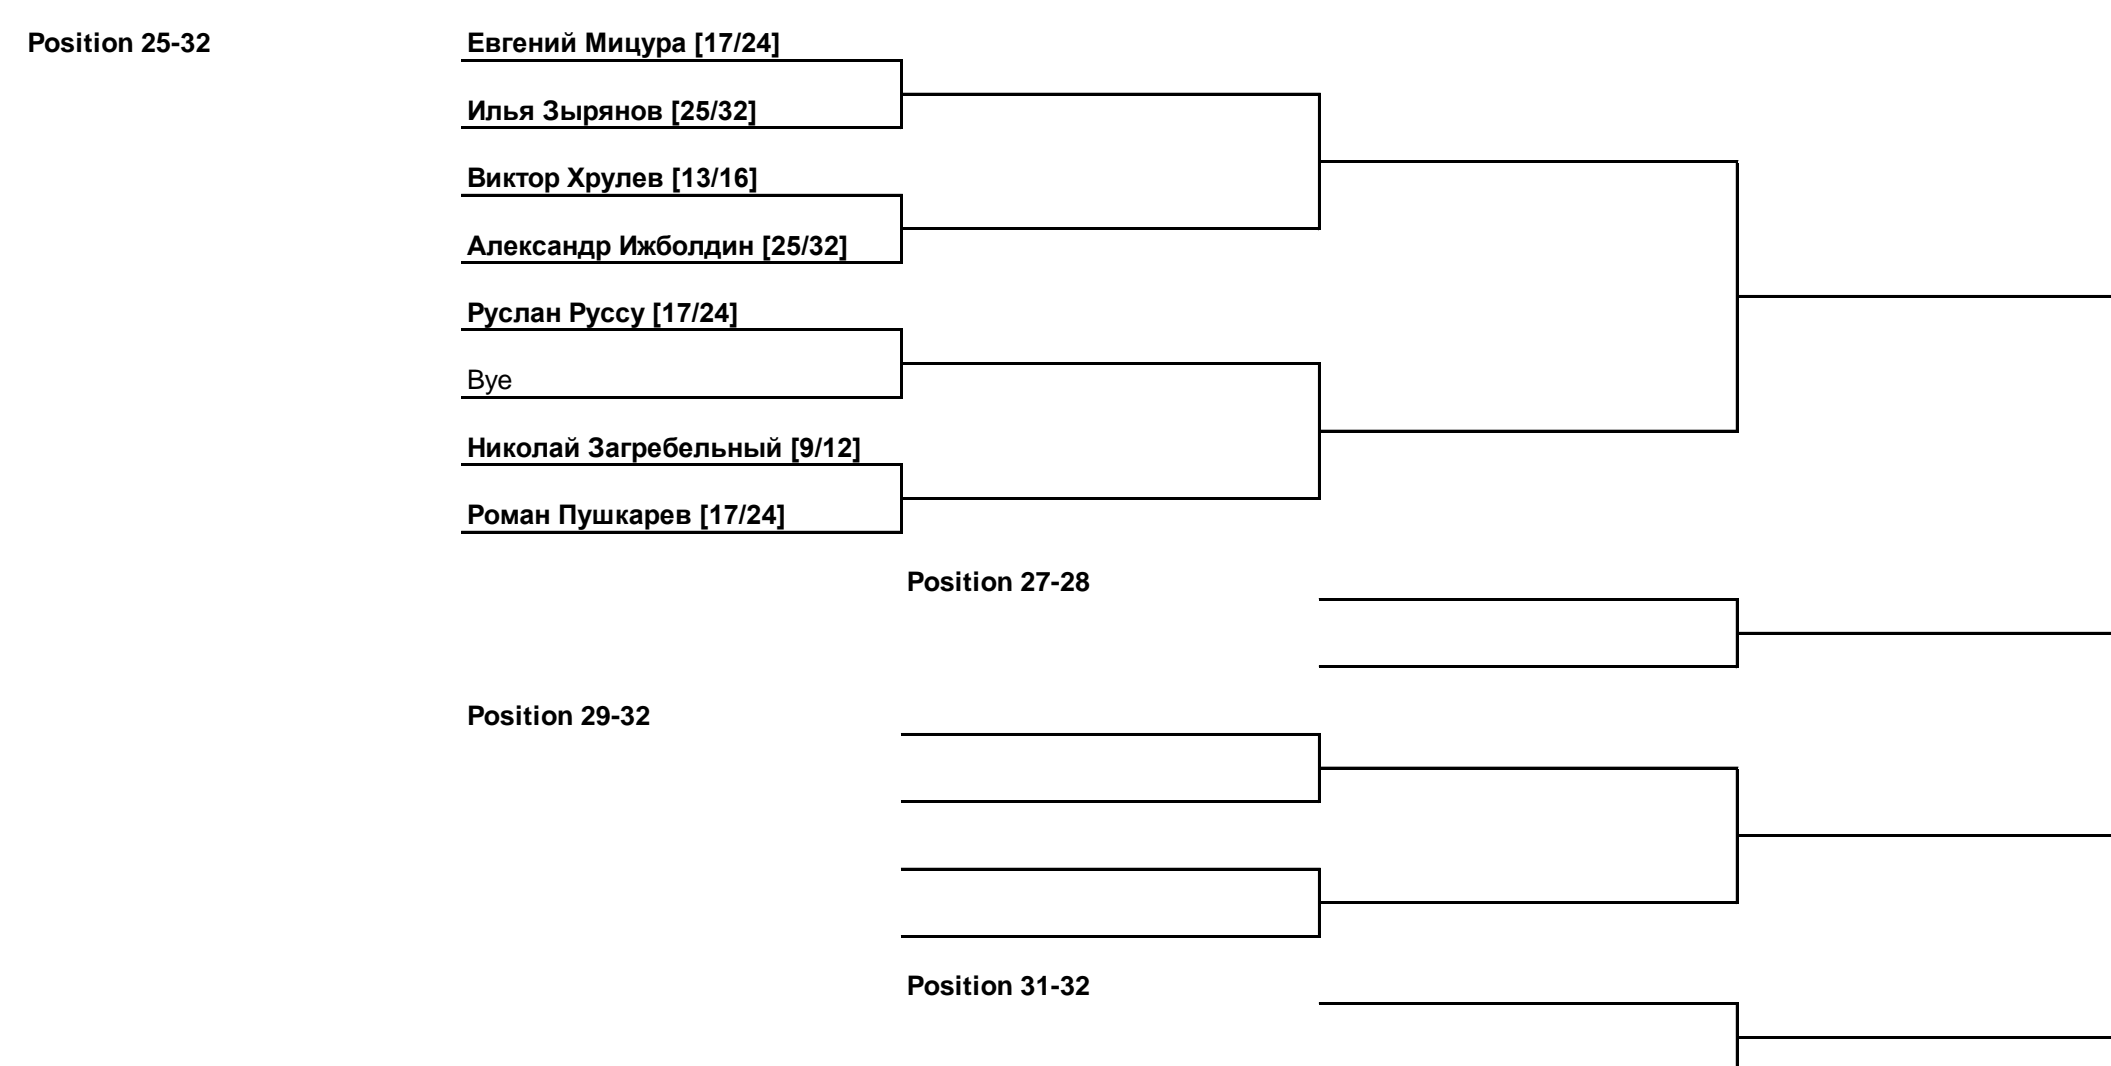 Position 25-32
Евгений Мицура [17/24]
Илья Зырянов [25/32]
Виктор Хрулев [13/16]
Александр Ижболдин [25/32]
Руслан Руссу [17/24]
Bye
Николай Загребельный [9/12]
Роман Пушкарев [17/24]
Position 27-28
Position 29-32
Position 31-32